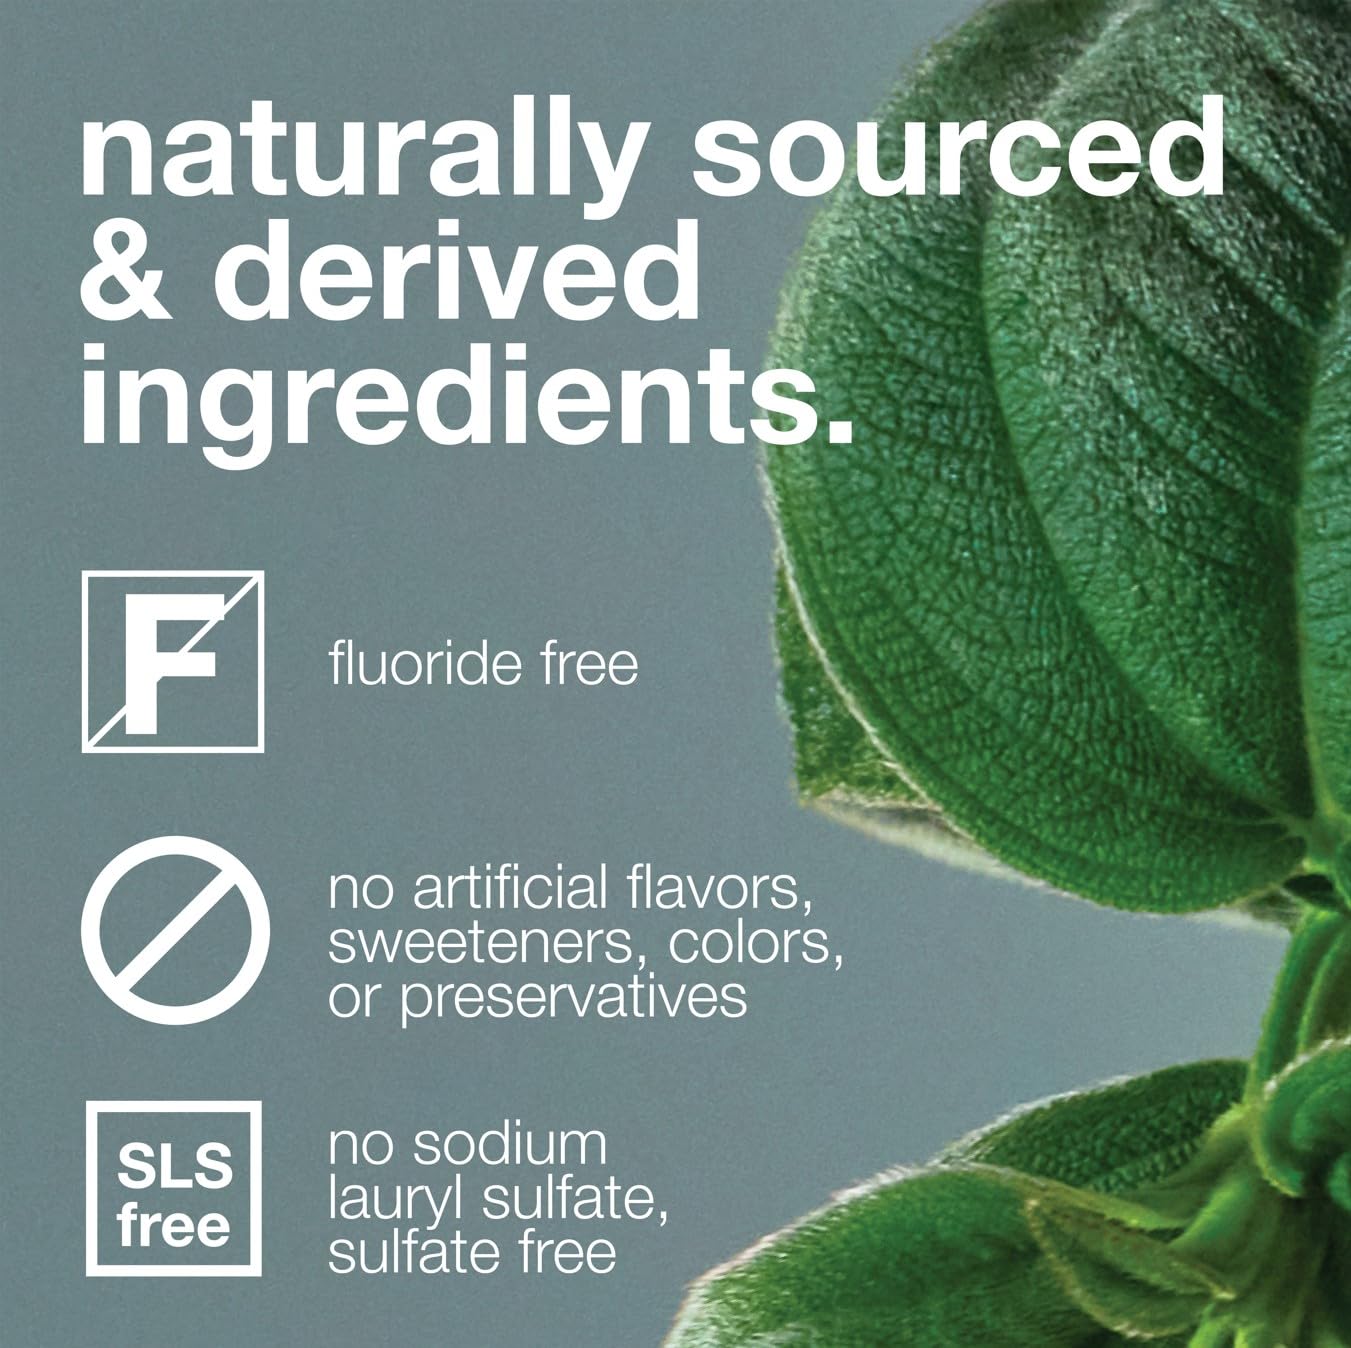 naturally sourced
& derived
ingredients.
F
fluoride free
no artificial flavors,
sweeteners, colors,
or preservatives
SLS
free
no sodium
lauryl sulfate,
sulfate free